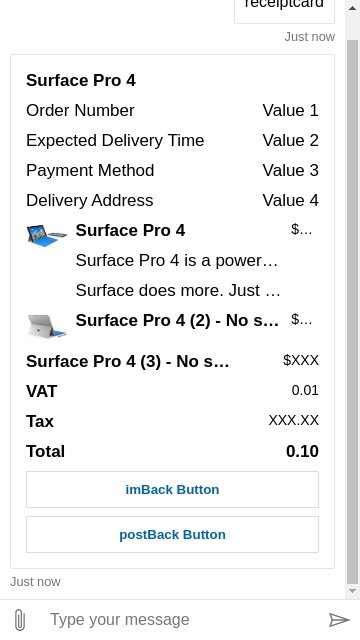 receiptcard
Just now
Surface Pro 4
Order Number Value 1
Expected Delivery Time Value 2
Payment Method Value 3
Delivery Address Value 4
Surface Pro 4 $…
Surface Pro 4 is a power…
Surface does more. Just …
Surface Pro 4 (2) - No s… $…
Surface Pro 4 (3) - No s… $XXX
VAT 0.01
Tax XXX.XX
Total 0.10
imBack Button
postBack Button
Just now
Type your message